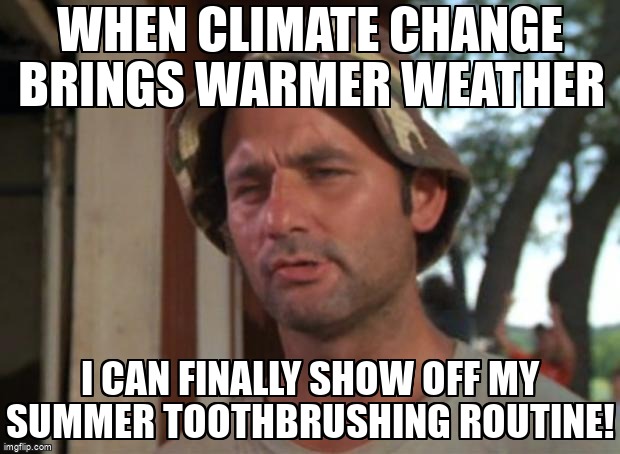 WHEN CLIMATE CHANGE
BRINGS WARMER WEATHER
I CAN FINALLY SHOW OFF MY
SUMMER TOOTHBRUSHING ROUTINE!
imgflip.com